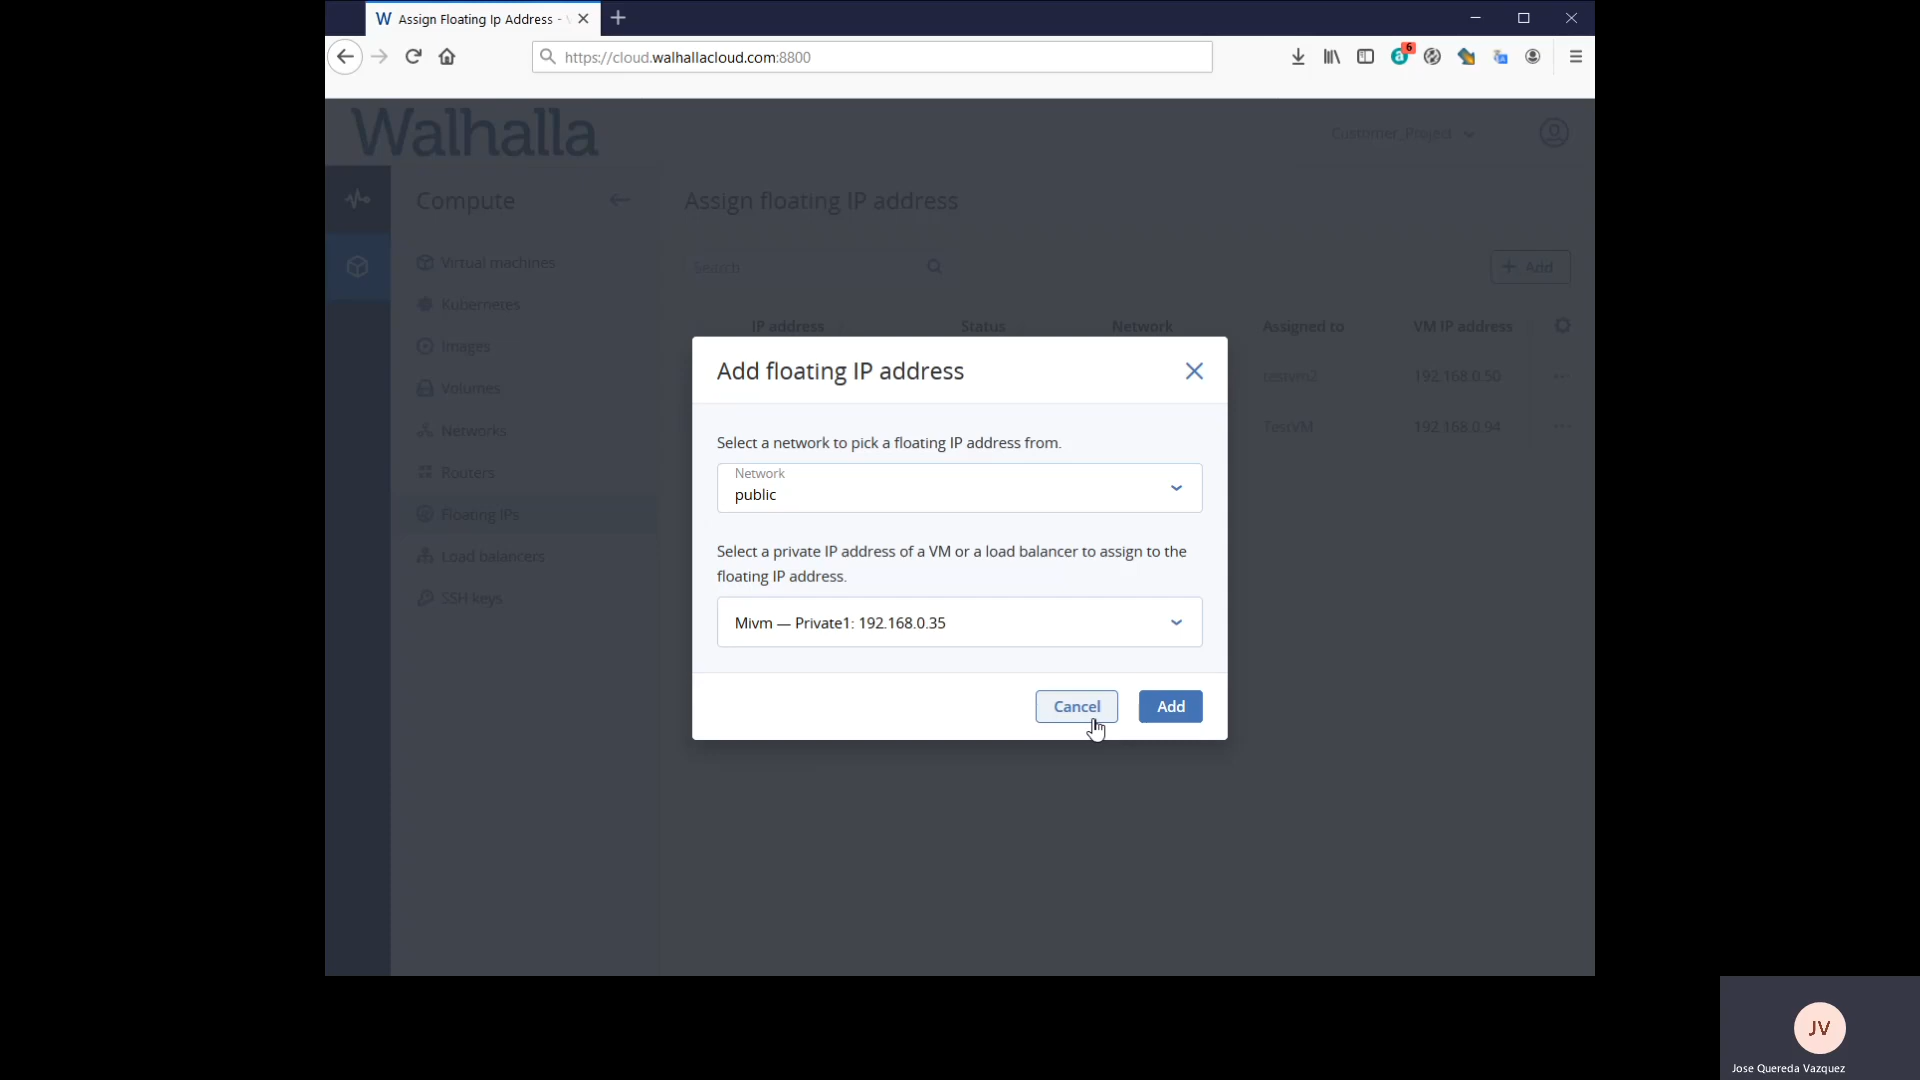 W Assign Floating Ip Address -
https://cloud.walhallacloud.com:8800
6
Walhalla
Customer_Project
Compute
Assign floating IP address
Virtual machines
Kubernetes
Images
Volumes
Networks
Routers
Floating IPs
Load balancers
SSH keys
Search
+ Add
IP address Status Network Assigned to VM IP address
testvm2 192.168.0.50 ...
TestVM 192.168.0.94 ...
Add floating IP address
Select a network to pick a floating IP address from.
Network
public
Select a private IP address of a VM or a load balancer to assign to the
floating IP address.
Mivm — Private1: 192.168.0.35
Cancel Add
JV
Jose Quereda Vazquez